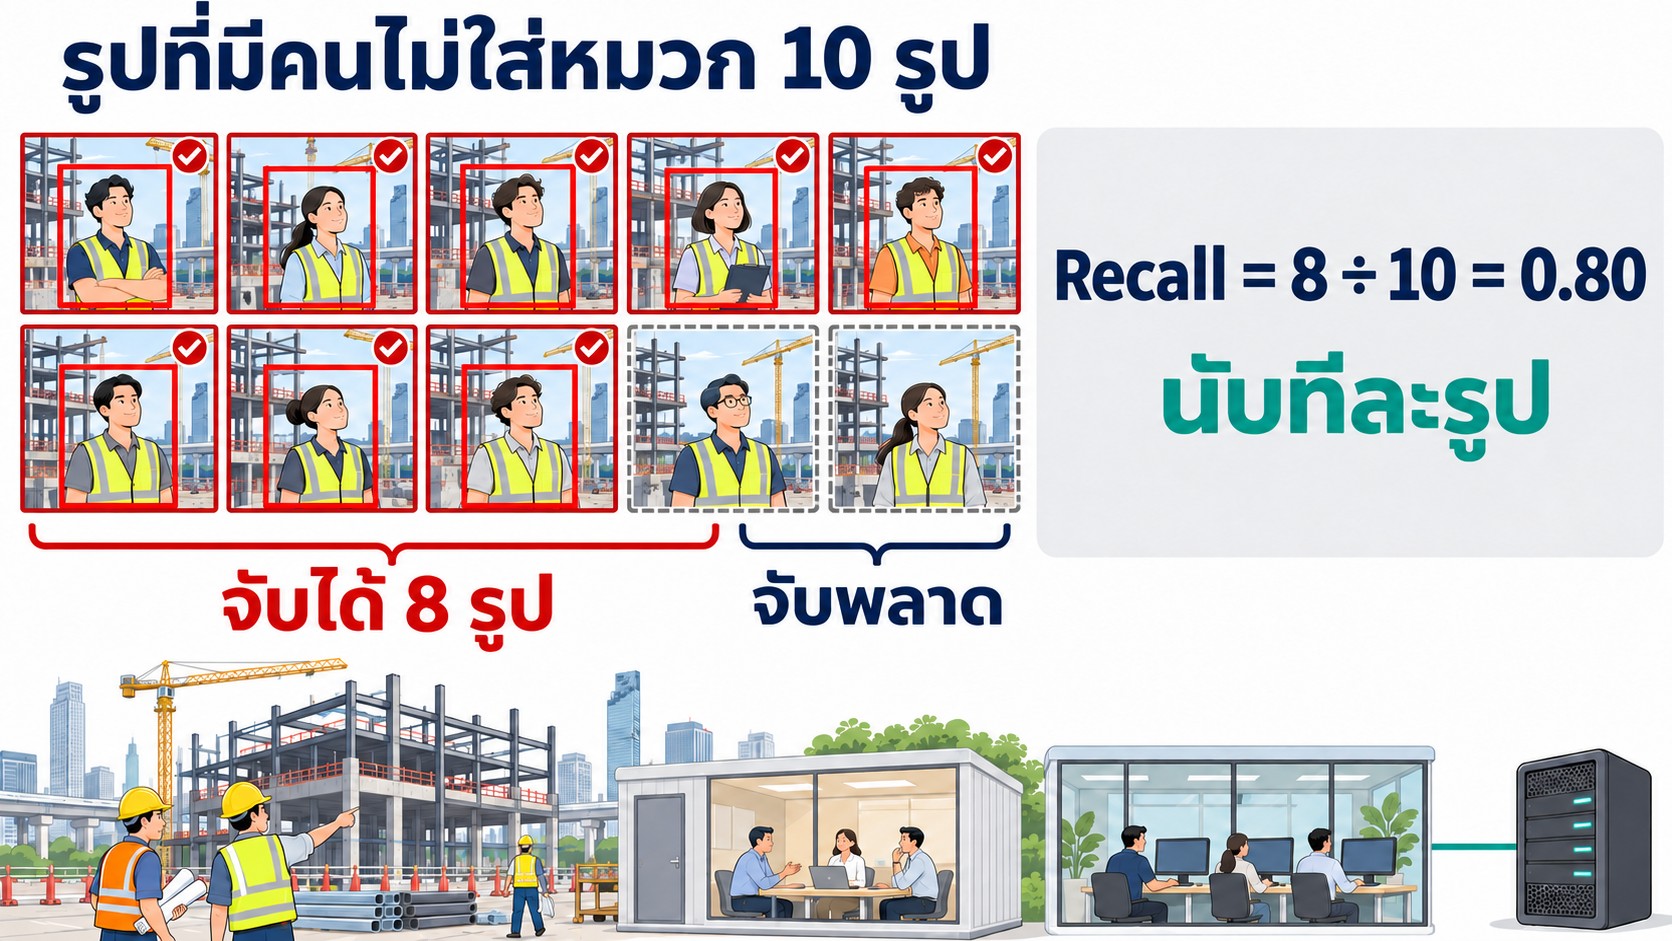 รูปที่มีคนไม่ใส่หมวก 10 รูป
Recall = 8 ÷ 10 = 0.80
นับทีละรูป
จับได้ 8 รูป
จับพลาด